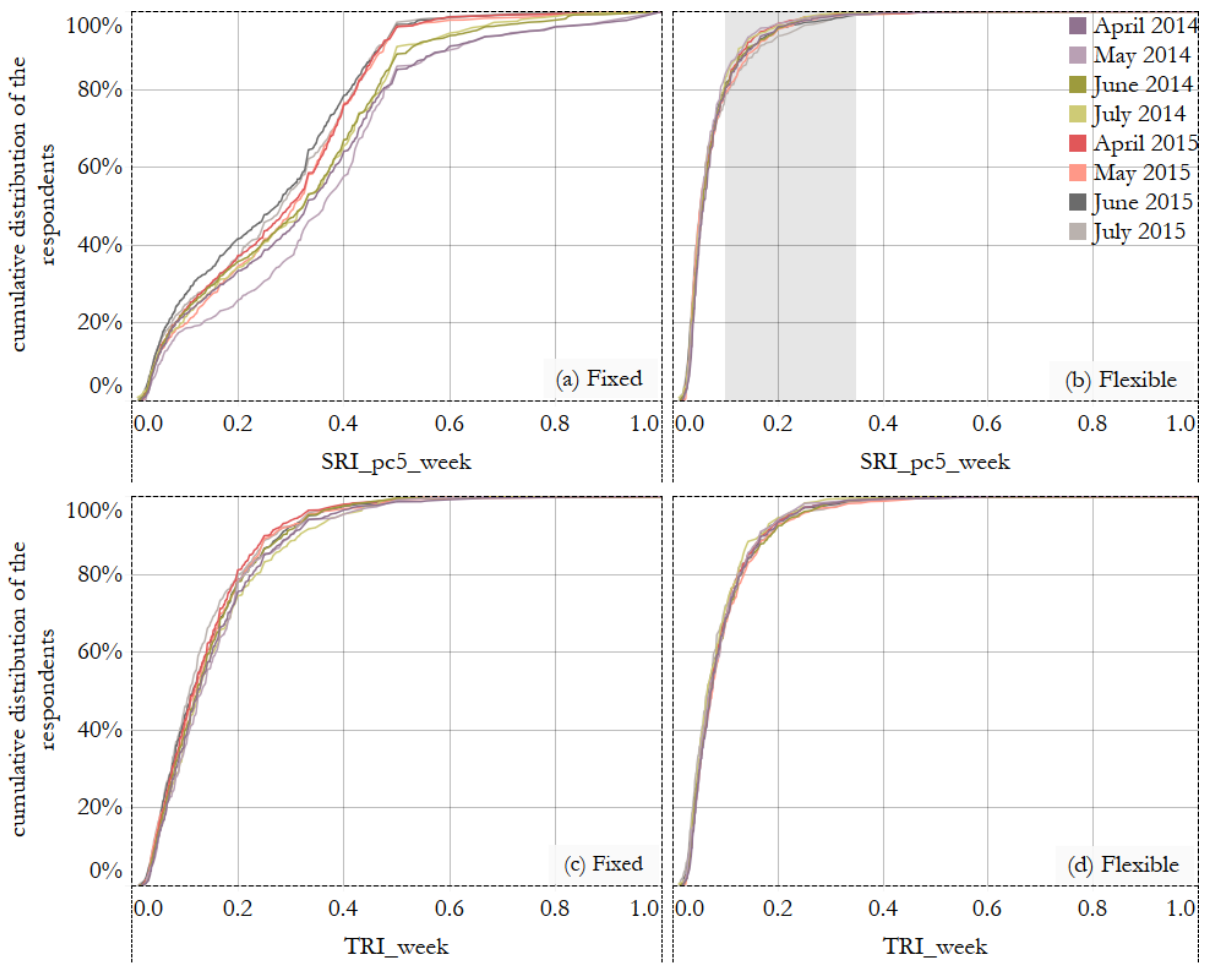 cumulative distribution of the
respondents
100%
80%
60%
40%
20%
0%
(a) Fixed
0.0 0.2 0.4 0.6 0.8 1.0
SRI_pc5_week
April 2014
May 2014
June 2014
July 2014
April 2015
May 2015
June 2015
July 2015
(b) Flexible
0.0 0.2 0.4 0.6 0.8 1.0
SRI_pc5_week
cumulative distribution of the
respondents
100%
80%
60%
40%
20%
0%
(c) Fixed
0.0 0.2 0.4 0.6 0.8 1.0
TRI_week
(d) Flexible
0.0 0.2 0.4 0.6 0.8 1.0
TRI_week